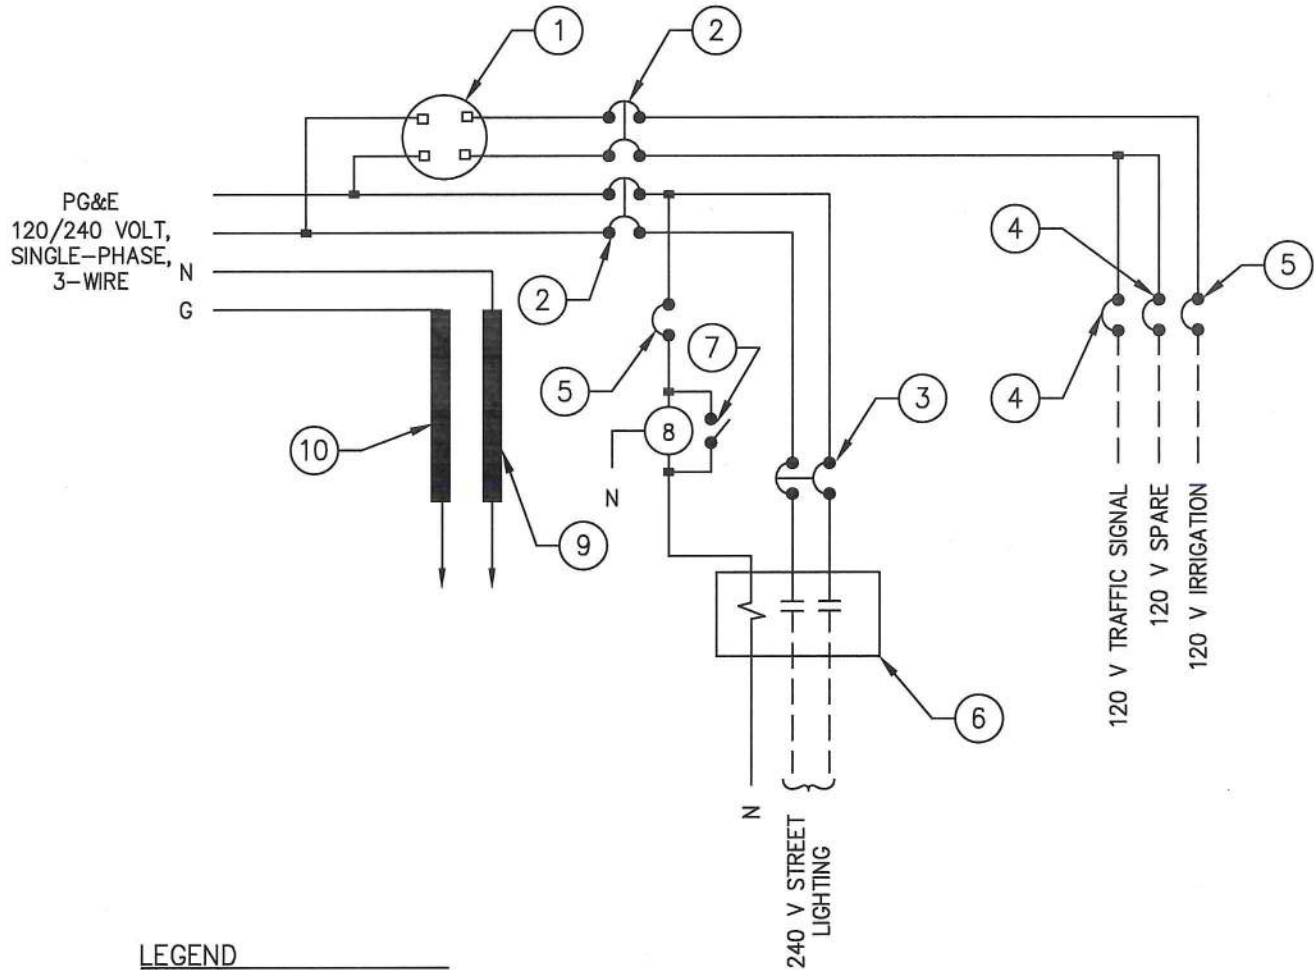 1
2
PG&E
120/240 VOLT,
SINGLE-PHASE,
3-WIRE
N
G
2
4
5
7
5
4
3
8
10
N
9
6
120 V TRAFFIC SIGNAL
120 V SPARE
120 V IRRIGATION
N
240 V STREET
LIGHTING
LEGEND